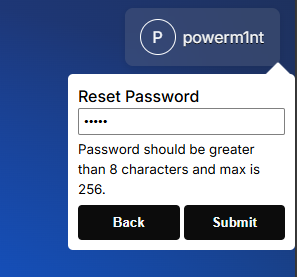 P powerm1nt
Reset Password
•••••
Password should be greater
than 8 characters and max is
256.
Back Submit